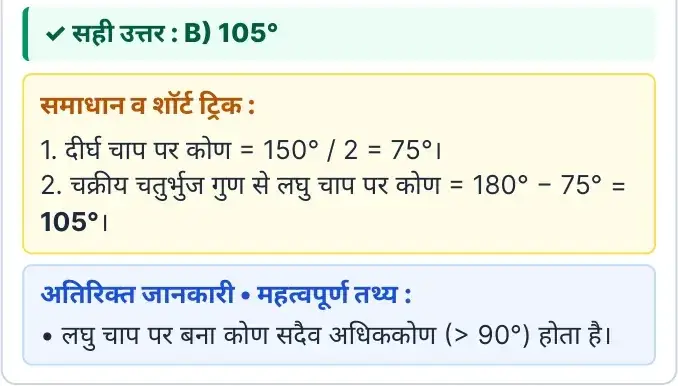 ✓ सही उत्तर : B) 105°
समाधान व शॉर्ट ट्रिक :
1. दीर्घ चाप पर कोण = 150° / 2 = 75°।
2. चक्रीय चतुर्भुज गुण से लघु चाप पर कोण = 180° − 75° =
105°।
अतिरिक्त जानकारी • महत्वपूर्ण तथ्य :
• लघु चाप पर बना कोण सदैव अधिककोण (> 90°) होता है।